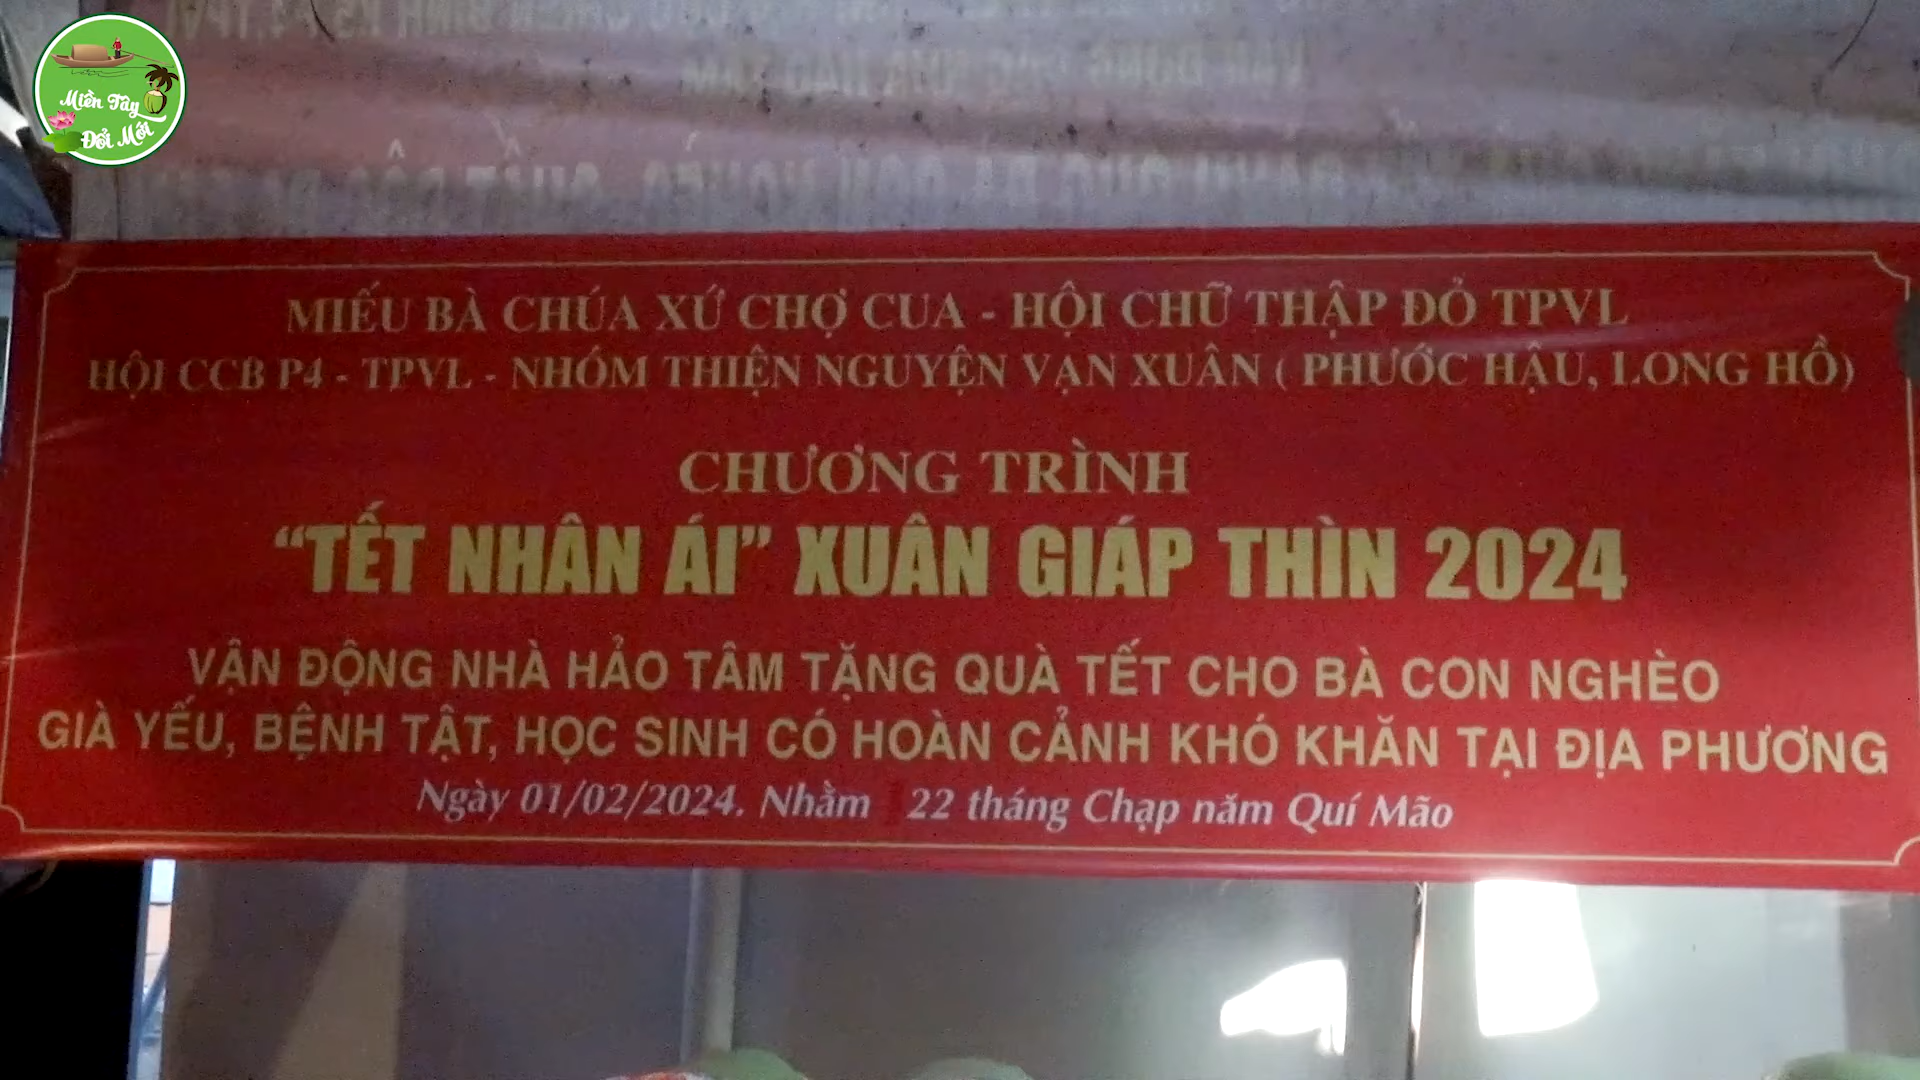 Miền Tây
Đổi Mới
MIẾU BÀ CHÚA XỨ CHỢ CUA - HỘI CHỮ THẬP ĐỎ TPVL
HỘI CCB P4 - TPVL - NHÓM THIỆN NGUYỆN VẠN XUÂN ( PHƯỚC HẬU, LONG HỒ)
CHƯƠNG TRÌNH
“TẾT NHÂN ÁI” XUÂN GIÁP THÌN 2024
VẬN ĐỘNG NHÀ HẢO TÂM TẶNG QUÀ TẾT CHO BÀ CON NGHÈO
GIÀ YẾU, BỆNH TẬT, HỌC SINH CÓ HOÀN CẢNH KHÓ KHĂN TẠI ĐỊA PHƯƠNG
Ngày 01/02/2024. Nhằm 22 tháng Chạp năm Quí Mão